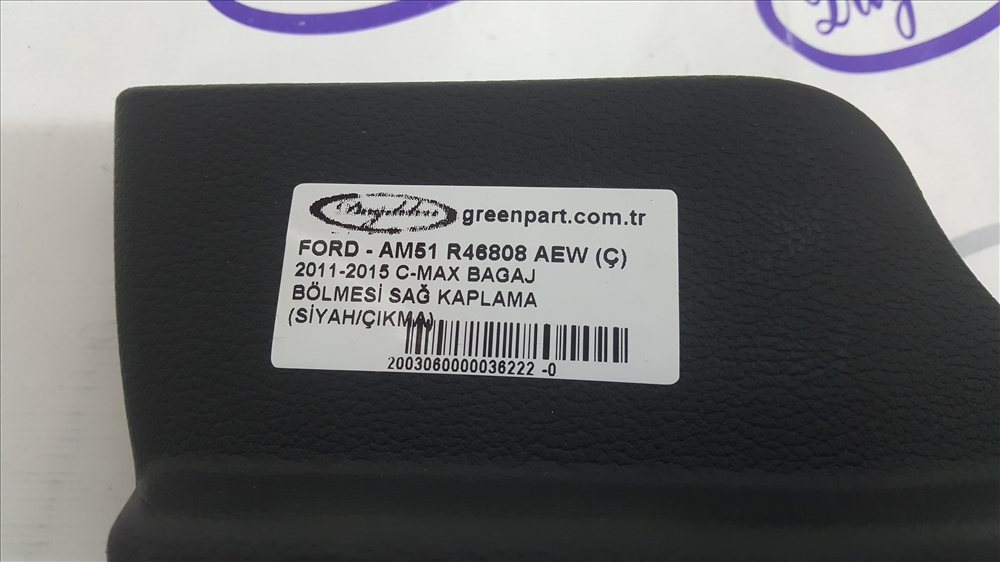 greenpart.com.tr
FORD - AM51 R46808 AEW (Ç)
2011-2015 C-MAX BAGAJ
BÖLMESİ SAĞ KAPLAMA
(SİYAH/ÇIKMA)
2003060000036222 -0